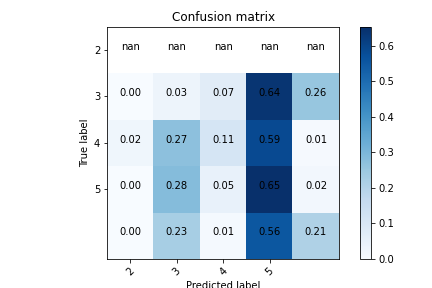 Confusion matrix
2 nan nan nan nan nan
3 0.00 0.03 0.07 0.64 0.26
4 0.02 0.27 0.11 0.59 0.01
5 0.00 0.28 0.05 0.65 0.02
0.00 0.23 0.01 0.56 0.21
2 3 4 5
True label
Predicted label
0.6
0.5
0.4
0.3
0.2
0.1
0.0